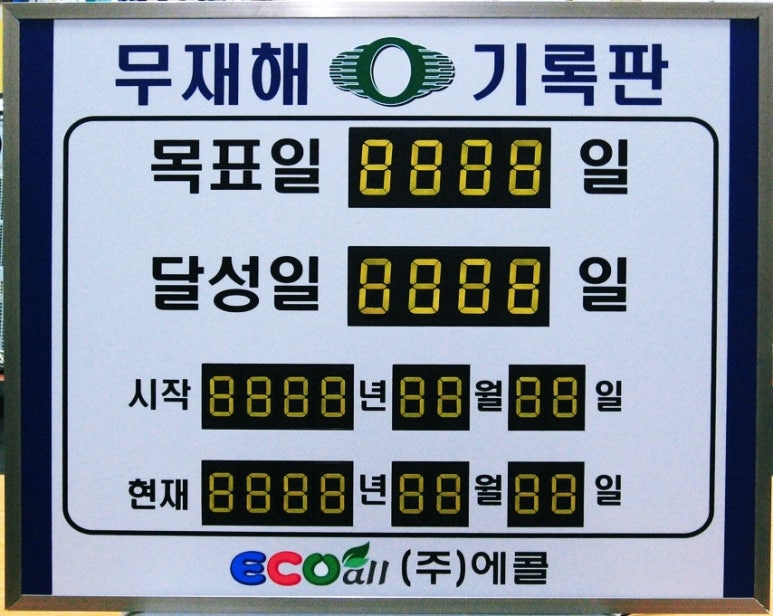 무재해 기록판
목표일 8888 일
달성일 8888 일
시작 8888 년 88 월 88 일
현재 8888 년 88 월 88 일
ECOall (주)에콜